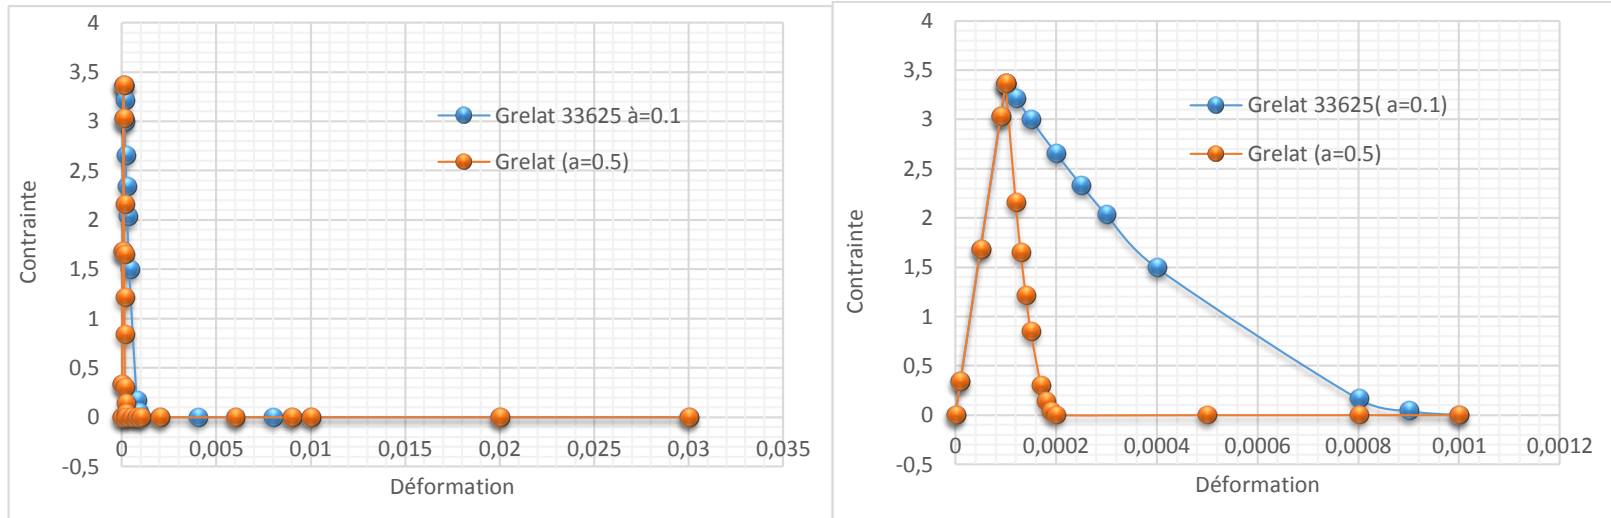 4
3,5
3
2,5
2
1,5
1
0,5
0
-0,5
Contrainte
Grelat 33625 à=0.1
Grelat (a=0.5)
0 0,005 0,01 0,015 0,02 0,025 0,03 0,035
Déformation
4
3,5
3
2,5
2
1,5
1
0,5
0
-0,5
Contrainte
Grelat 33625( a=0.1)
Grelat (a=0.5)
0 0,0002 0,0004 0,0006 0,0008 0,001 0,0012
Déformation